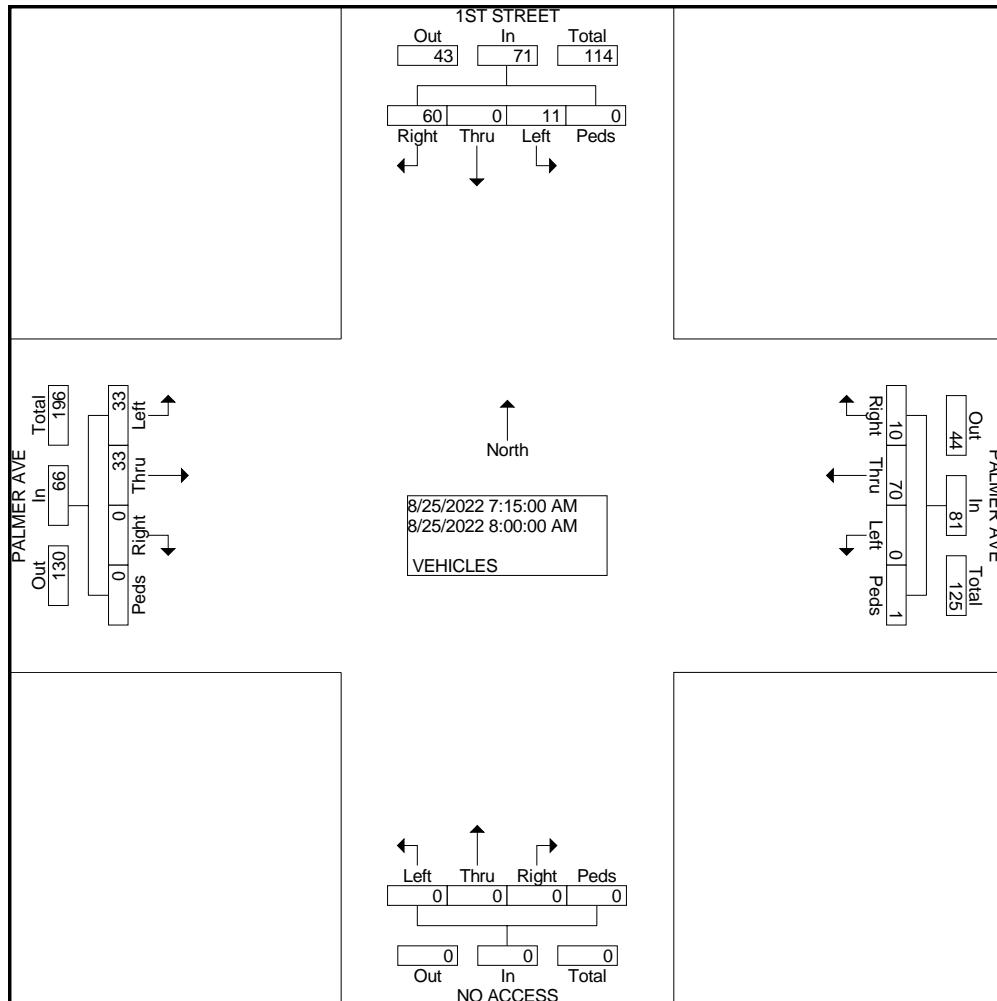 1ST STREET
Out In Total
43 71 114
60 0 11 0
Right Thru Left Peds
PALMER AVE
Total In Out
196 66 130
33 33 0 0
Left Thru Right Peds
North
8/25/2022 7:15:00 AM
8/25/2022 8:00:00 AM
VEHICLES
PALMER AVE
Out In Total
44 81 125
10 70 0 1
Right Thru Left Peds
Left Thru Right Peds
0 0 0 0
0 0 0
Out In Total
NO ACCESS